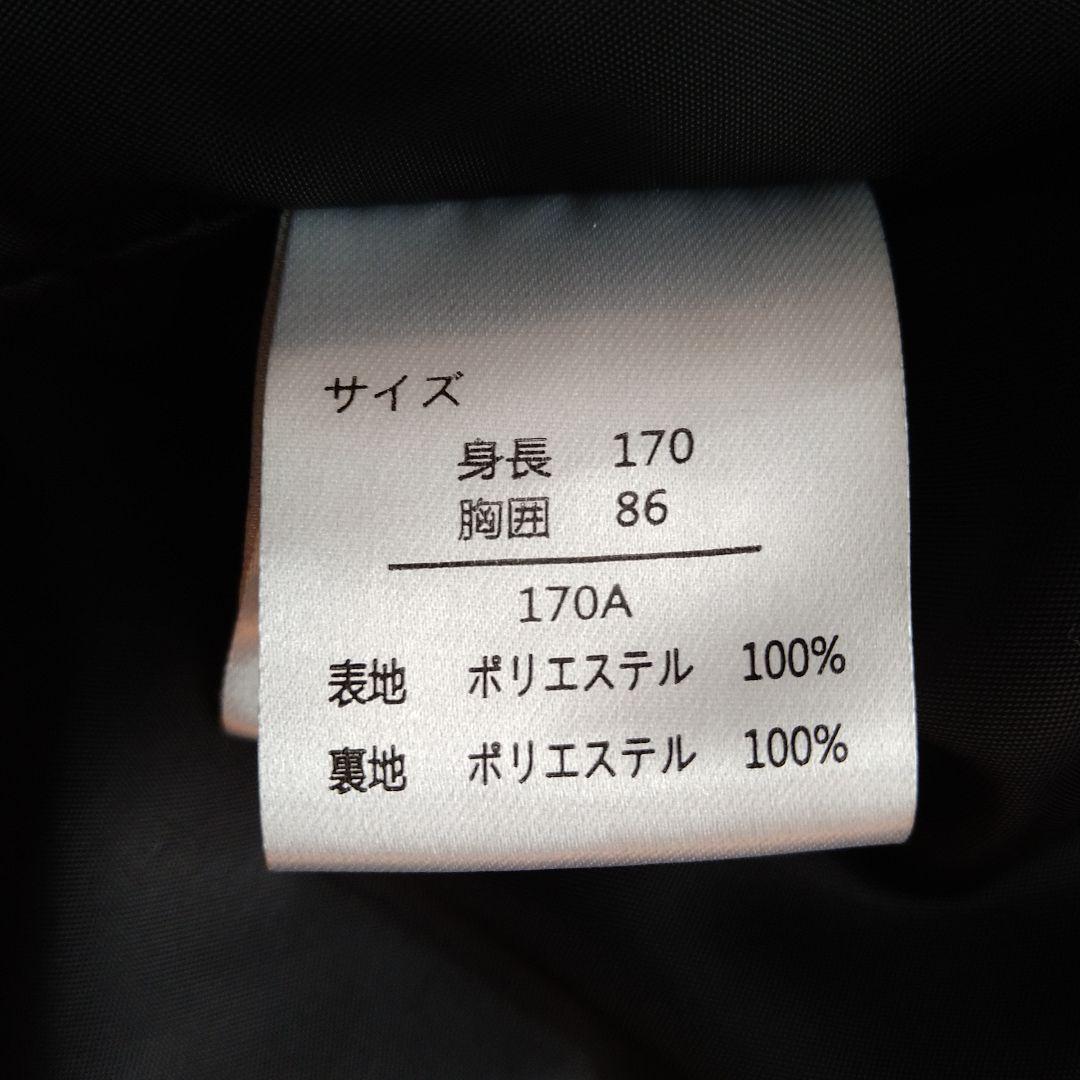 サイズ
身長 170
胸囲 86
170A
表地 ポリエステル 100%
裏地 ポリエステル 100%